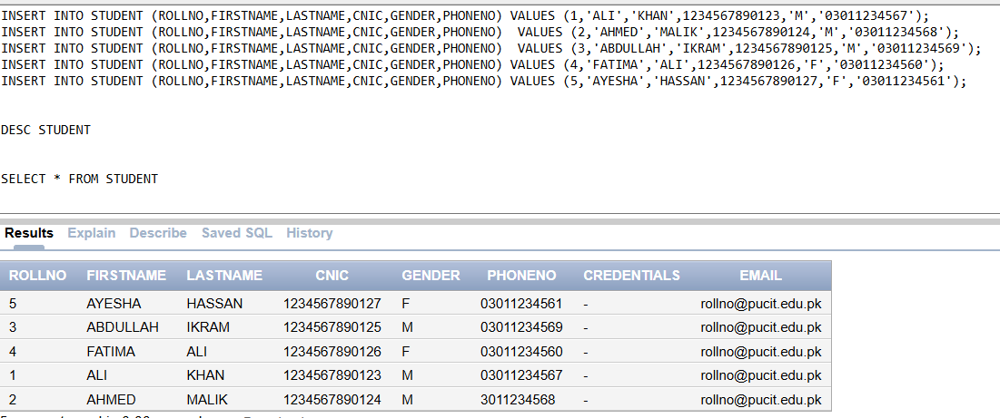 INSERT INTO STUDENT (ROLLNO,FIRSTNAME,LASTNAME,CNIC,GENDER,PHONENO) VALUES (1,'ALI','KHAN',1234567890123,'M','03011234567');
INSERT INTO STUDENT (ROLLNO,FIRSTNAME,LASTNAME,CNIC,GENDER,PHONENO)  VALUES (2,'AHMED','MALIK',1234567890124,'M','03011234568');
INSERT INTO STUDENT (ROLLNO,FIRSTNAME,LASTNAME,CNIC,GENDER,PHONENO)  VALUES (3,'ABDULLAH','IKRAM',1234567890125,'M','03011234569');
INSERT INTO STUDENT (ROLLNO,FIRSTNAME,LASTNAME,CNIC,GENDER,PHONENO) VALUES (4,'FATIMA','ALI',1234567890126,'F','03011234560');
INSERT INTO STUDENT (ROLLNO,FIRSTNAME,LASTNAME,CNIC,GENDER,PHONENO) VALUES (5,'AYESHA','HASSAN',1234567890127,'F','03011234561');
DESC STUDENT
SELECT * FROM STUDENT
Results Explain Describe Saved SQL History
ROLLNO FIRSTNAME LASTNAME CNIC GENDER PHONENO CREDENTIALS EMAIL
5 AYESHA HASSAN 1234567890127 F 03011234561 - rollno@pucit.edu.pk
3 ABDULLAH IKRAM 1234567890125 M 03011234569 - rollno@pucit.edu.pk
4 FATIMA ALI 1234567890126 F 03011234560 - rollno@pucit.edu.pk
1 ALI KHAN 1234567890123 M 03011234567 - rollno@pucit.edu.pk
2 AHMED MALIK 1234567890124 M 3011234568 - rollno@pucit.edu.pk